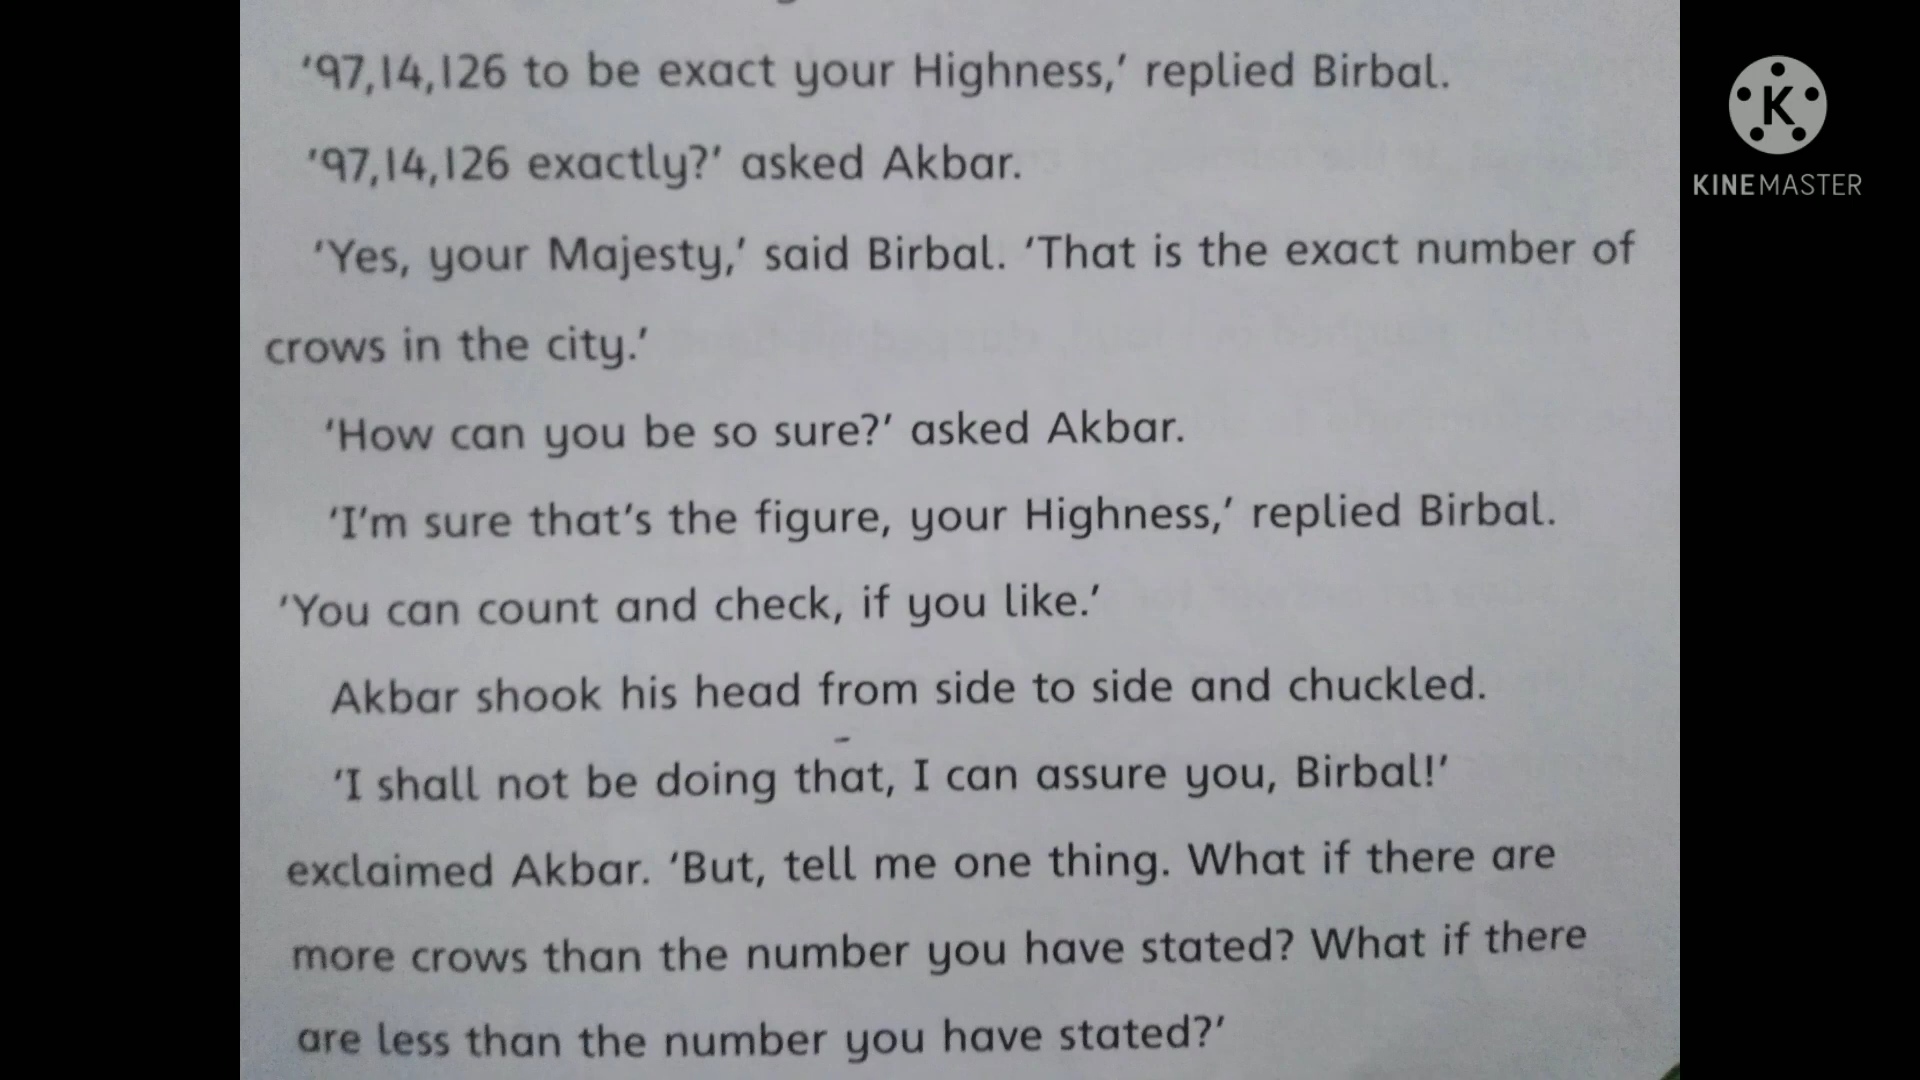 '97,14,126 to be exact your Highness,' replied Birbal.
'97,14,126 exactly?' asked Akbar.
'Yes, your Majesty,' said Birbal. 'That is the exact number of
crows in the city.'
'How can you be so sure?' asked Akbar.
'I'm sure that's the figure, your Highness,' replied Birbal.
'You can count and check, if you like.'
Akbar shook his head from side to side and chuckled.
'I shall not be doing that, I can assure you, Birbal!'
exclaimed Akbar. 'But, tell me one thing. What if there are
more crows than the number you have stated? What if there
are less than the number you have stated?'
K
KINEMASTER